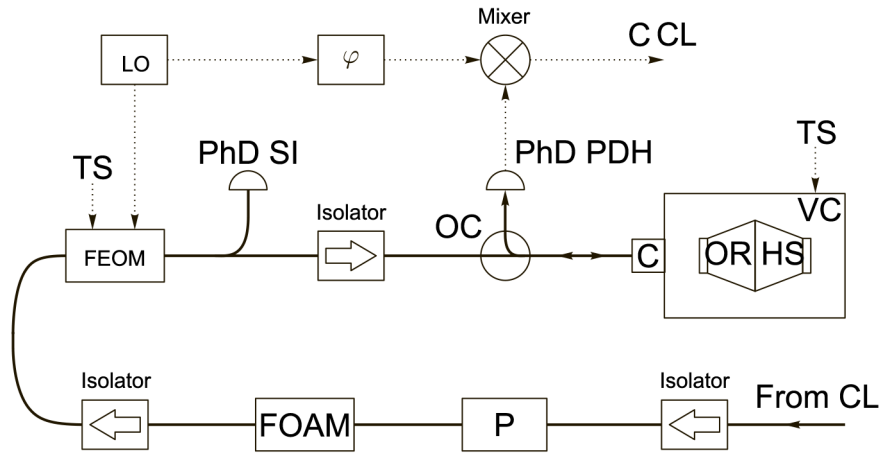 Mixer
C CL
LO
φ
TS
PhD SI
PhD PDH
TS
Isolator
OC
VC
FEOM
C
OR
HS
Isolator
Isolator
From CL
FOAM
P